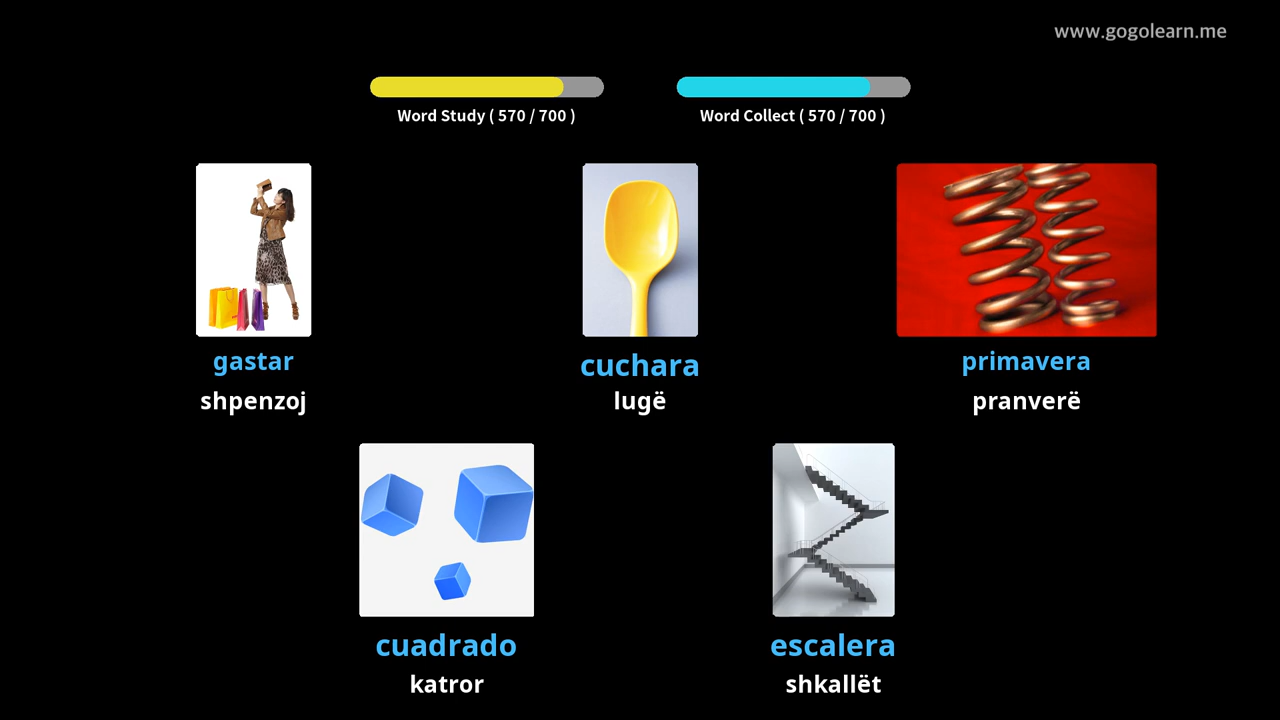 www.gogolearn.me
Word Study ( 570 / 700 )
Word Collect ( 570 / 700 )
gastar
shpenzoj
cuchara
lugë
primavera
pranverë
cuadrado
katror
escalera
shkallët